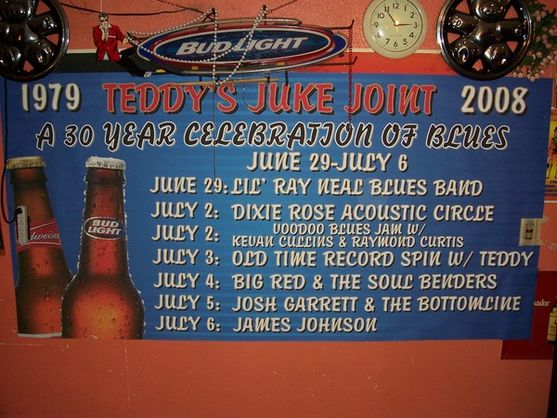 BUD LIGHT
1979 TEDDY'S JUKE JOINT 2008
A 30 YEAR CELEBRATION OF BLUES
JUNE 29-JULY 6
JUNE 29: LIL' RAY NEAL BLUES BAND
JULY 2: DIXIE ROSE ACOUSTIC CIRCLE
JULY 2: VOODOO BLUES JAM W/
KEVAN CULLINS & RAYMOND CURTIS
JULY 3: OLD TIME RECORD SPIN W/ TEDDY
JULY 4: BIG RED & THE SOUL BENDERS
JULY 5: JOSH GARRETT & THE BOTTOMLINE
JULY 6: JAMES JOHNSON
BUD
LIGHT